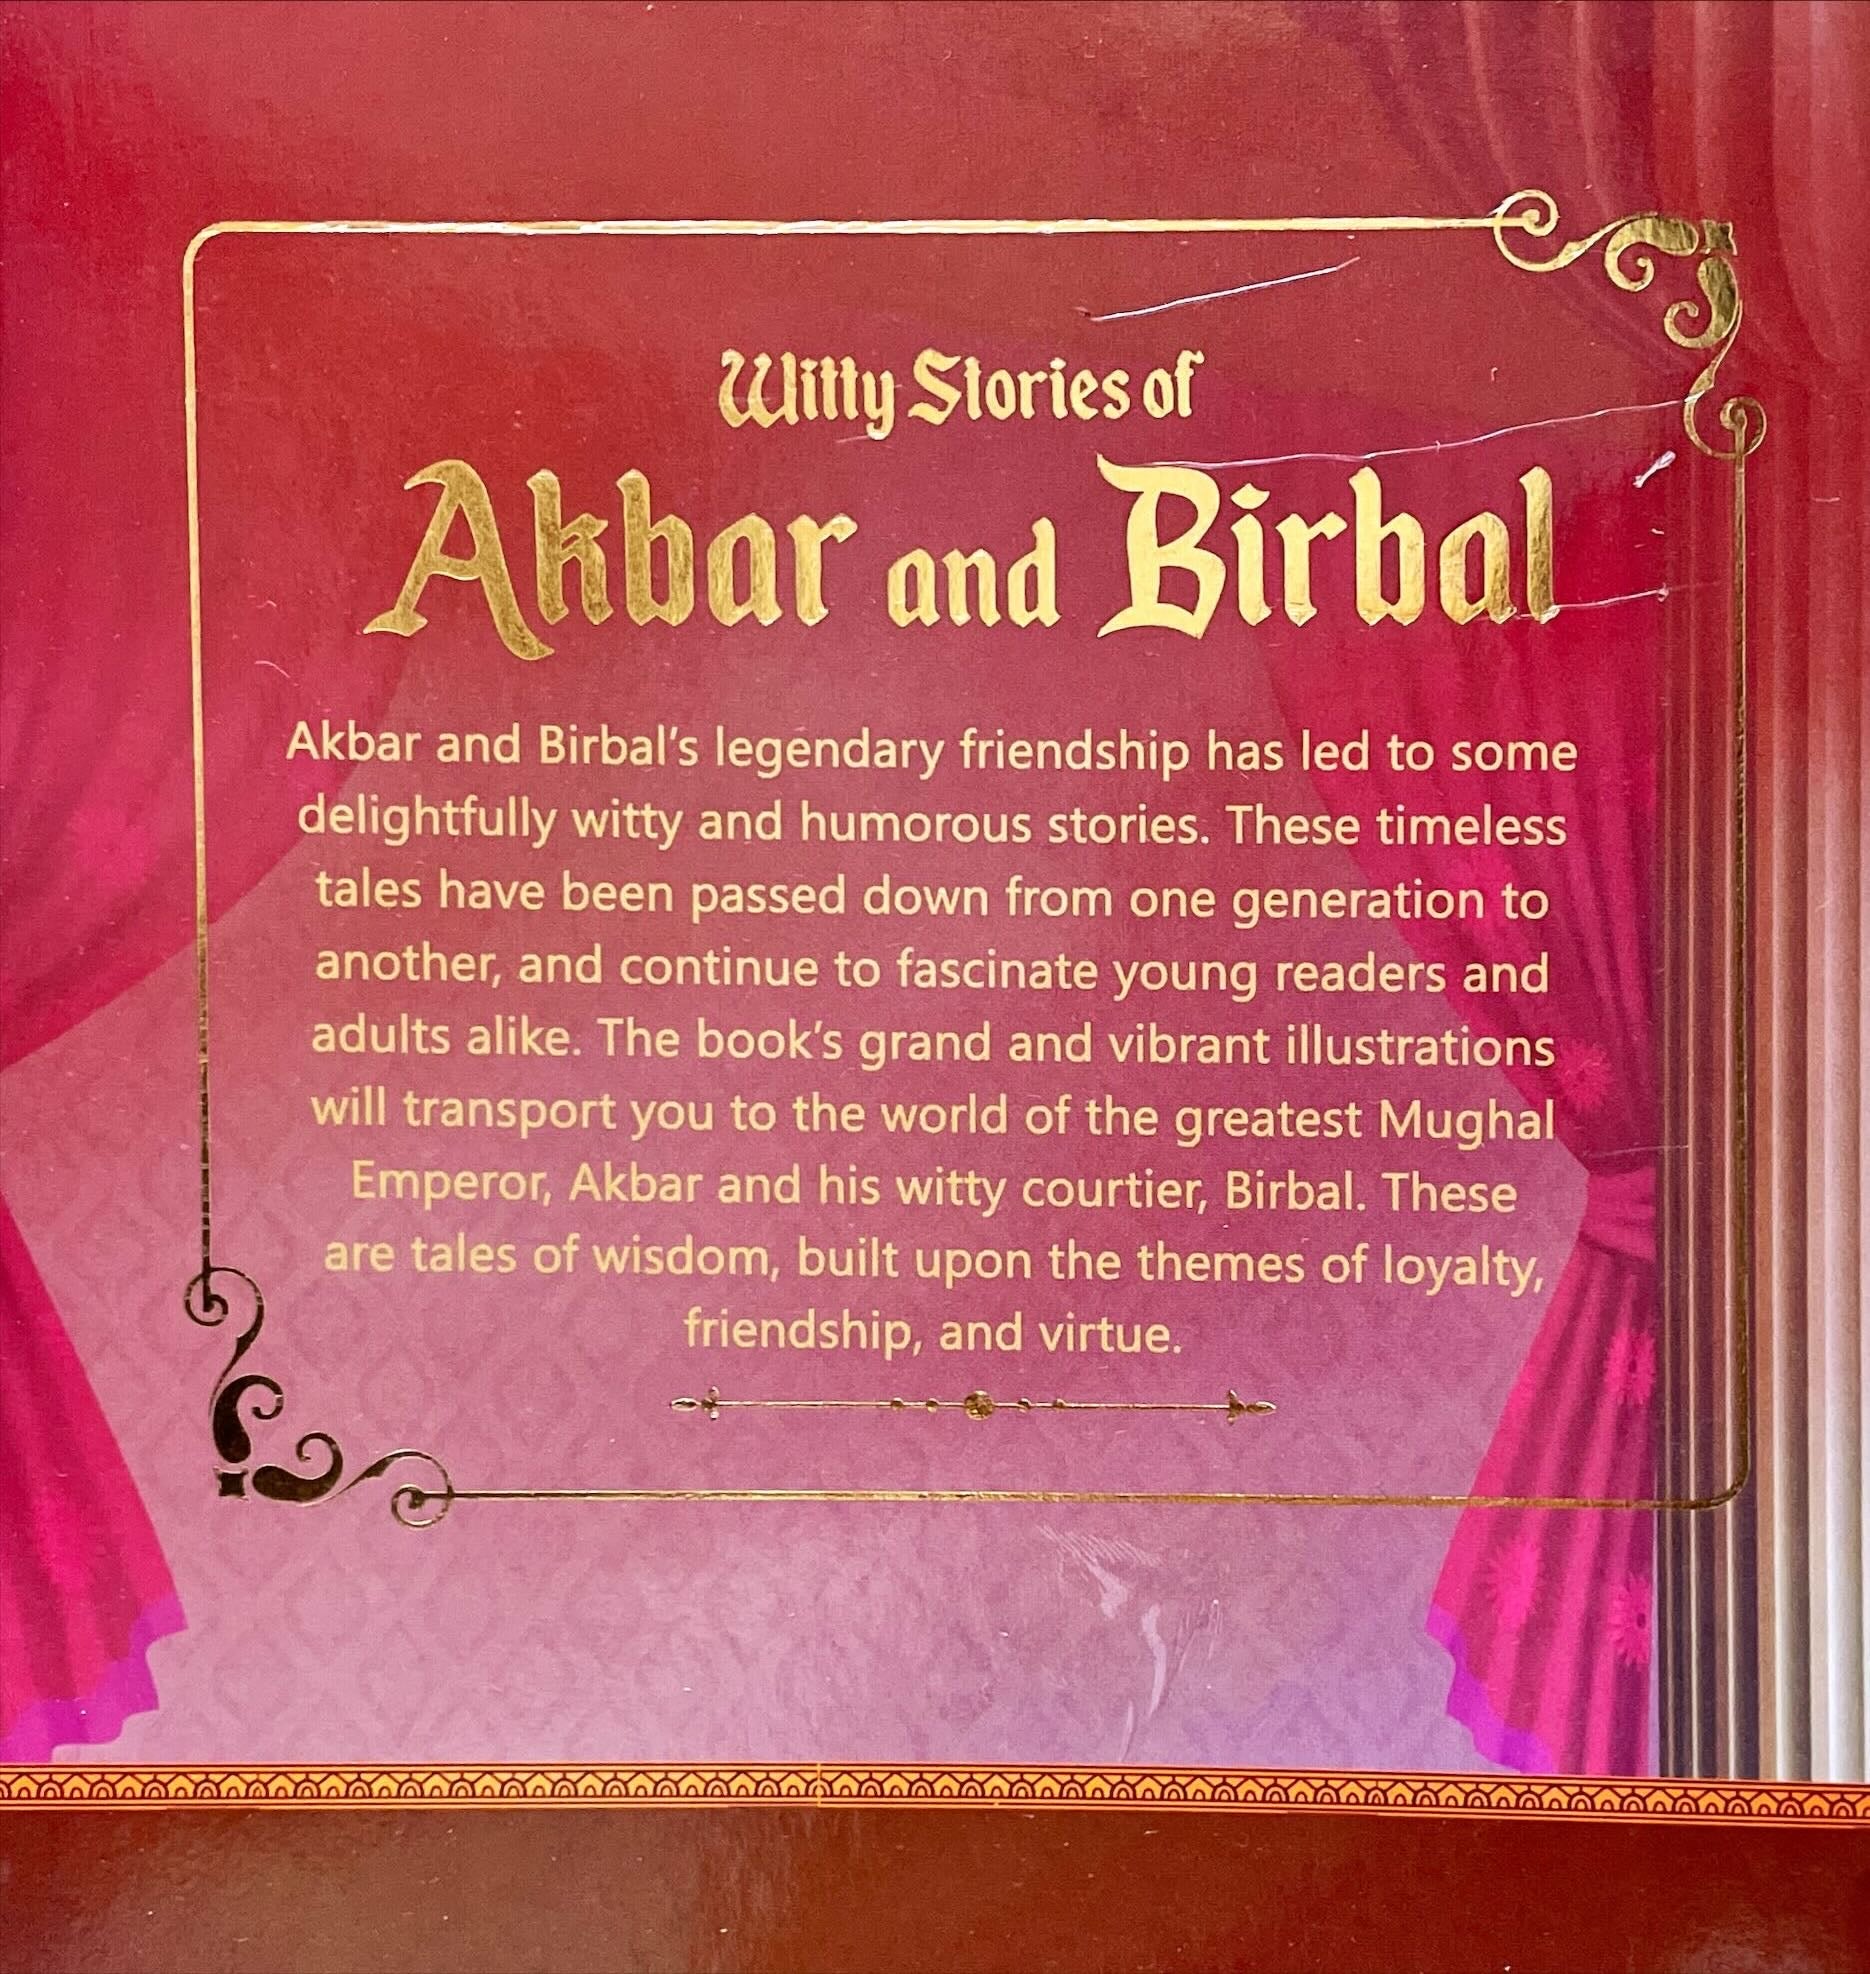 Witty Stories of
Akbar and Birbal
Akbar and Birbal’s legendary friendship has led to some
delightfully witty and humorous stories. These timeless
tales have been passed down from one generation to
another, and continue to fascinate young readers and
adults alike. The book’s grand and vibrant illustrations
will transport you to the world of the greatest Mughal
Emperor, Akbar and his witty courtier, Birbal. These
are tales of wisdom, built upon the themes of loyalty,
friendship, and virtue.